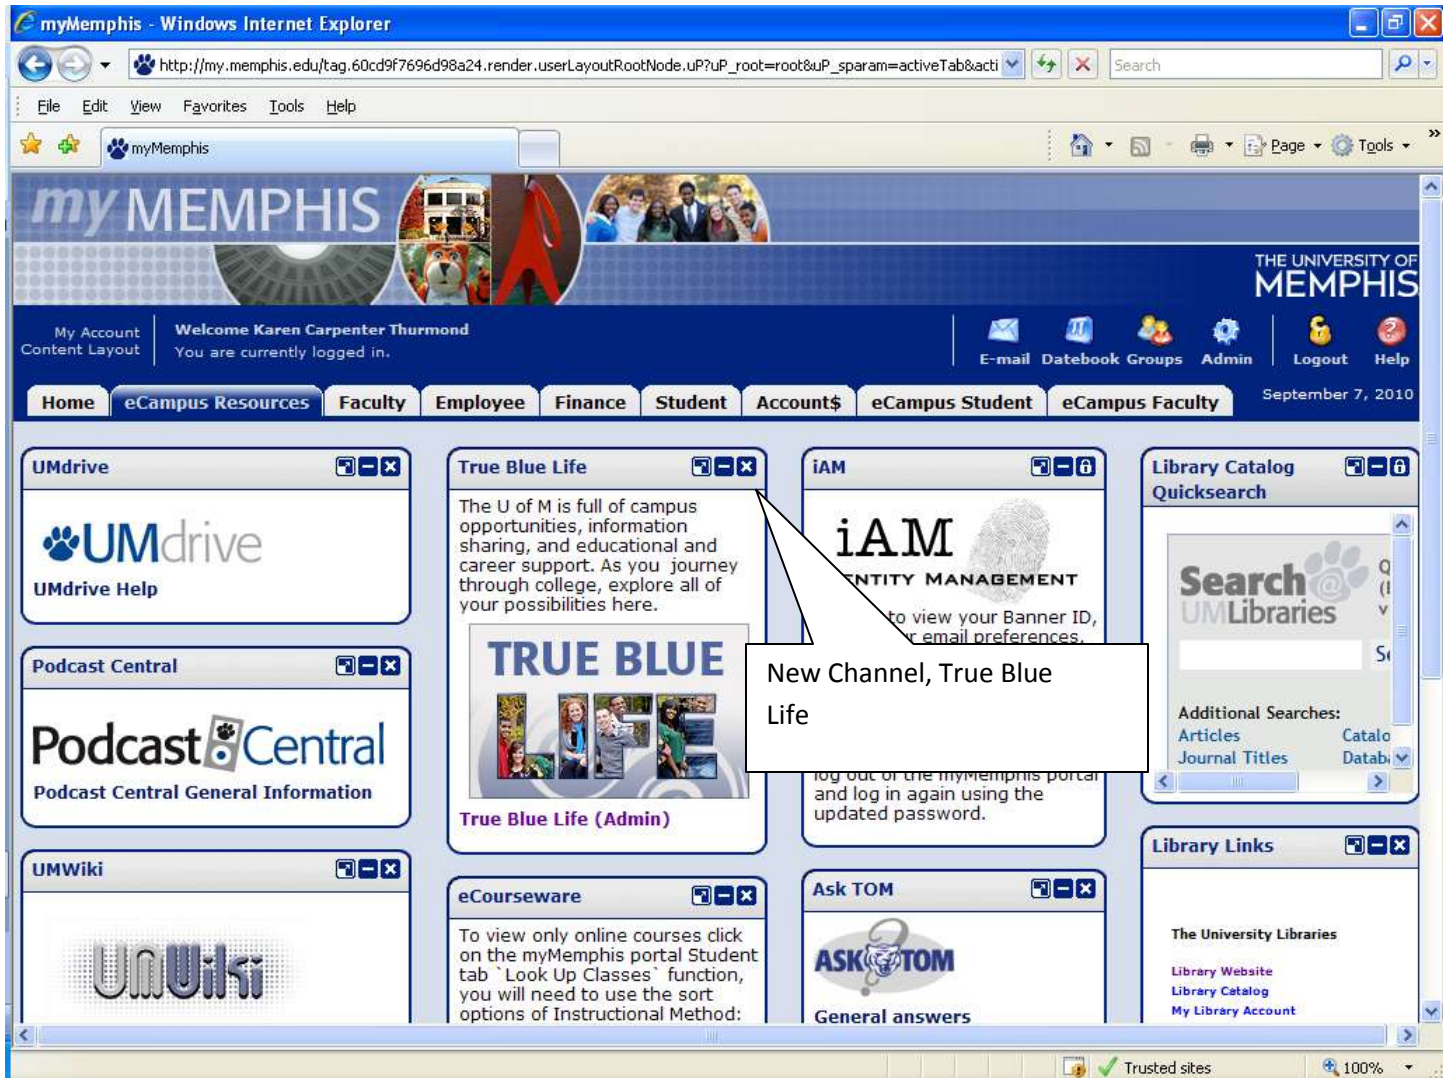 myMemphis - Windows Internet Explorer
http://my.memphis.edu/tag.60cd9f7696d98a24.render.userLayoutRootNode.uP?uP_root=root&uP_sparam=activeTab&acti
Search
File Edit View Favorites Tools Help
myMemphis
Page Tools
my MEMPHIS
THE UNIVERSITY OF
MEMPHIS
My Account
Content Layout
Welcome Karen Carpenter Thurmond
You are currently logged in.
E-mail Datebook Groups Admin Logout Help
Home eCampus Resources Faculty Employee Finance Student Account$ eCampus Student eCampus Faculty
September 7, 2010
UMdrive
UMdrive
UMdrive Help
Podcast Central
Podcast Central
Podcast Central General Information
UMWiki
UMWiki
True Blue Life
The U of M is full of campus
opportunities, information
sharing, and educational and
career support. As you journey
through college, explore all of
your possibilities here.
TRUE BLUE
LIFE
True Blue Life (Admin)
eCourseware
To view only online courses click
on the myMemphis portal Student
tab `Look Up Classes` function,
you will need to use the sort
options of Instructional Method:
iAM
iAM
ENTITY MANAGEMENT
to view your Banner ID,
email preferences,
New Channel, True Blue
Life
log out of the myMemphis portal
and log in again using the
updated password.
Ask TOM
ASK TOM
General answers
Library Catalog
Quicksearch
Search
UMLibraries
Additional Searches:
Articles Catalo
Journal Titles Datab
Library Links
The University Libraries
Library Website
Library Catalog
My Library Account
Trusted sites
100%